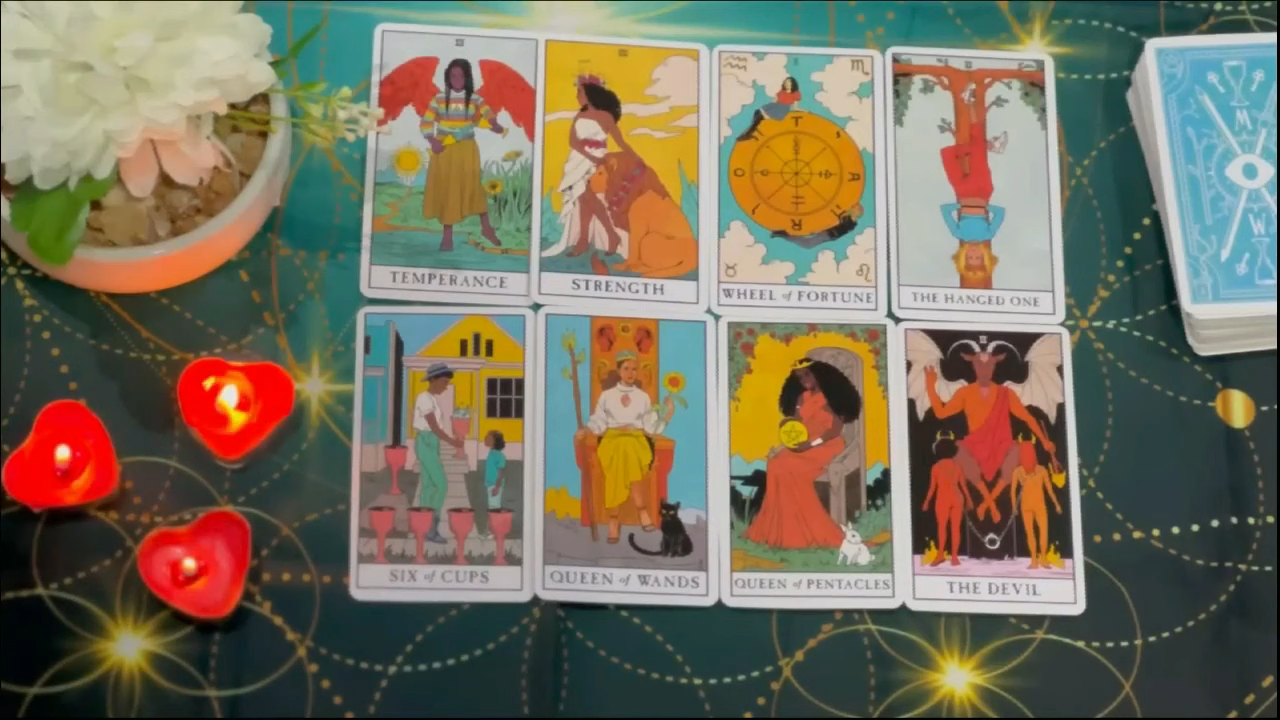 TEMPERANCE
STRENGTH
WHEEL of FORTUNE
THE HANGED ONE
SIX of CUPS
QUEEN of WANDS
QUEEN of PENTACLES
THE DEVIL
T
A
R
O
M
W